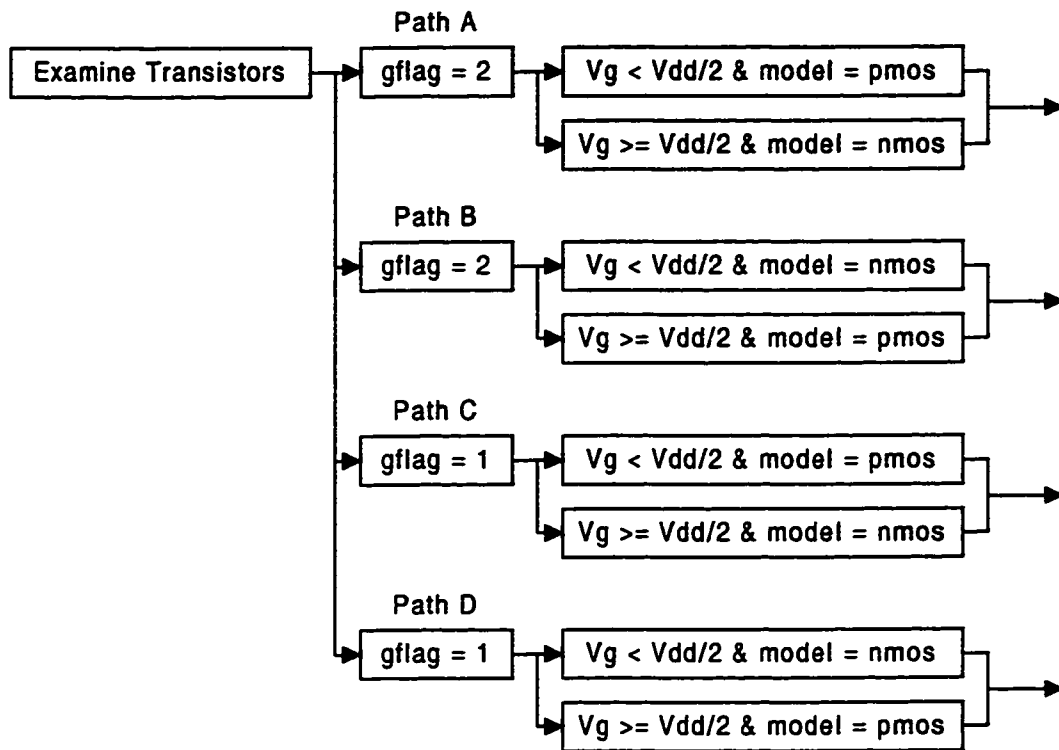 Path A
Examine Transistors
gflag = 2
Vg < Vdd/2 & model = pmos
Vg >= Vdd/2 & model = nmos
Path B
gflag = 2
Vg < Vdd/2 & model = nmos
Vg >= Vdd/2 & model = pmos
Path C
gflag = 1
Vg < Vdd/2 & model = pmos
Vg >= Vdd/2 & model = nmos
Path D
gflag = 1
Vg < Vdd/2 & model = nmos
Vg >= Vdd/2 & model = pmos